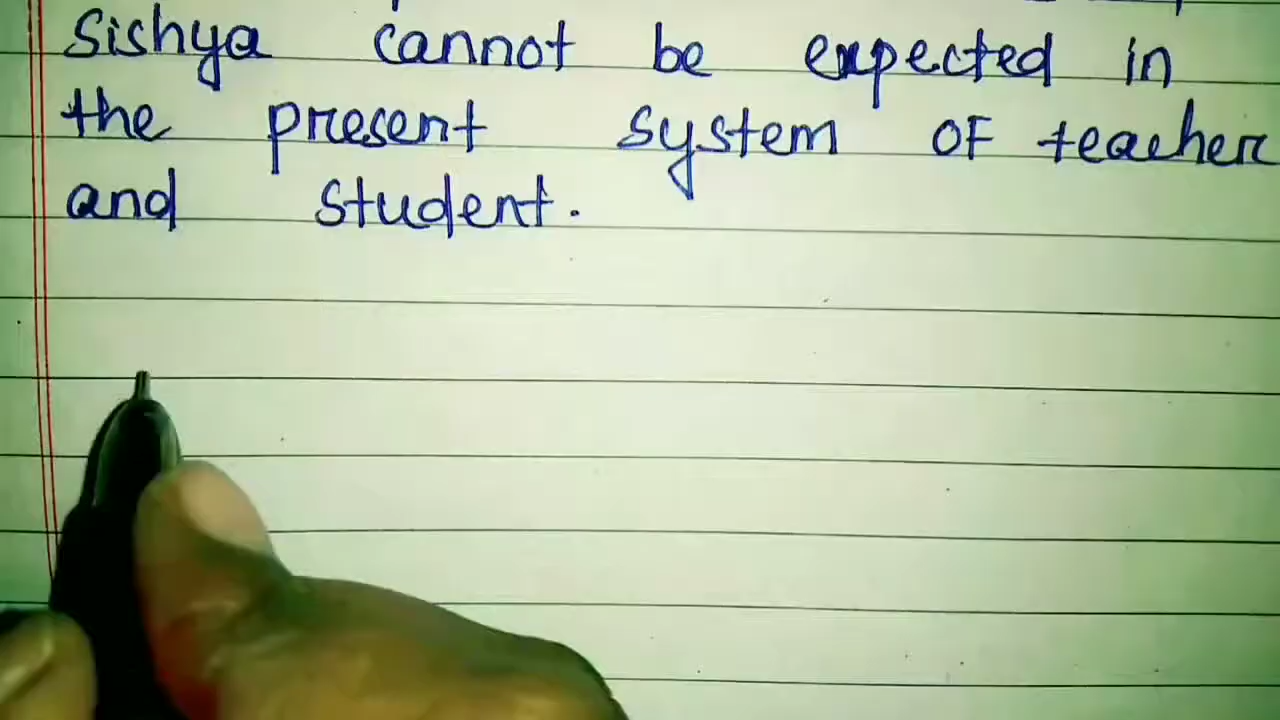 Sishya cannot be expected in
the present system OF teacher
and student.